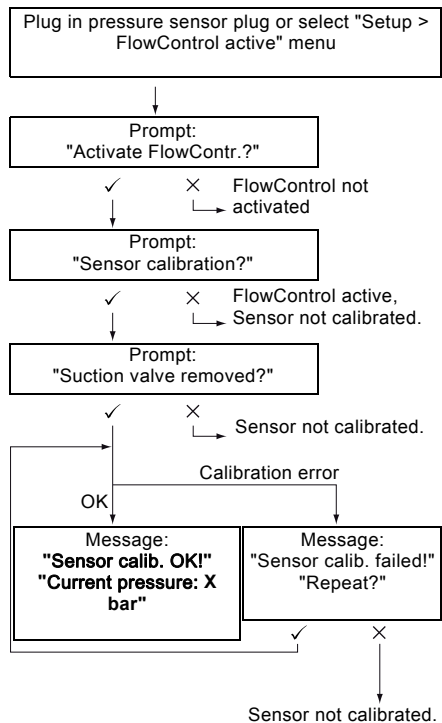 Plug in pressure sensor plug or select "Setup >
FlowControl active" menu
Prompt:
"Activate FlowContr.?"
✓ ✕ FlowControl not
activated
Prompt:
"Sensor calibration?"
✓ ✕ FlowControl active,
Sensor not calibrated.
Prompt:
"Suction valve removed?"
✓ ✕
Sensor not calibrated.
Calibration error
OK
Message:
"Sensor calib. OK!"
"Current pressure: X
bar"
Message:
"Sensor calib. failed!"
"Repeat?"
✓ ✕
Sensor not calibrated.